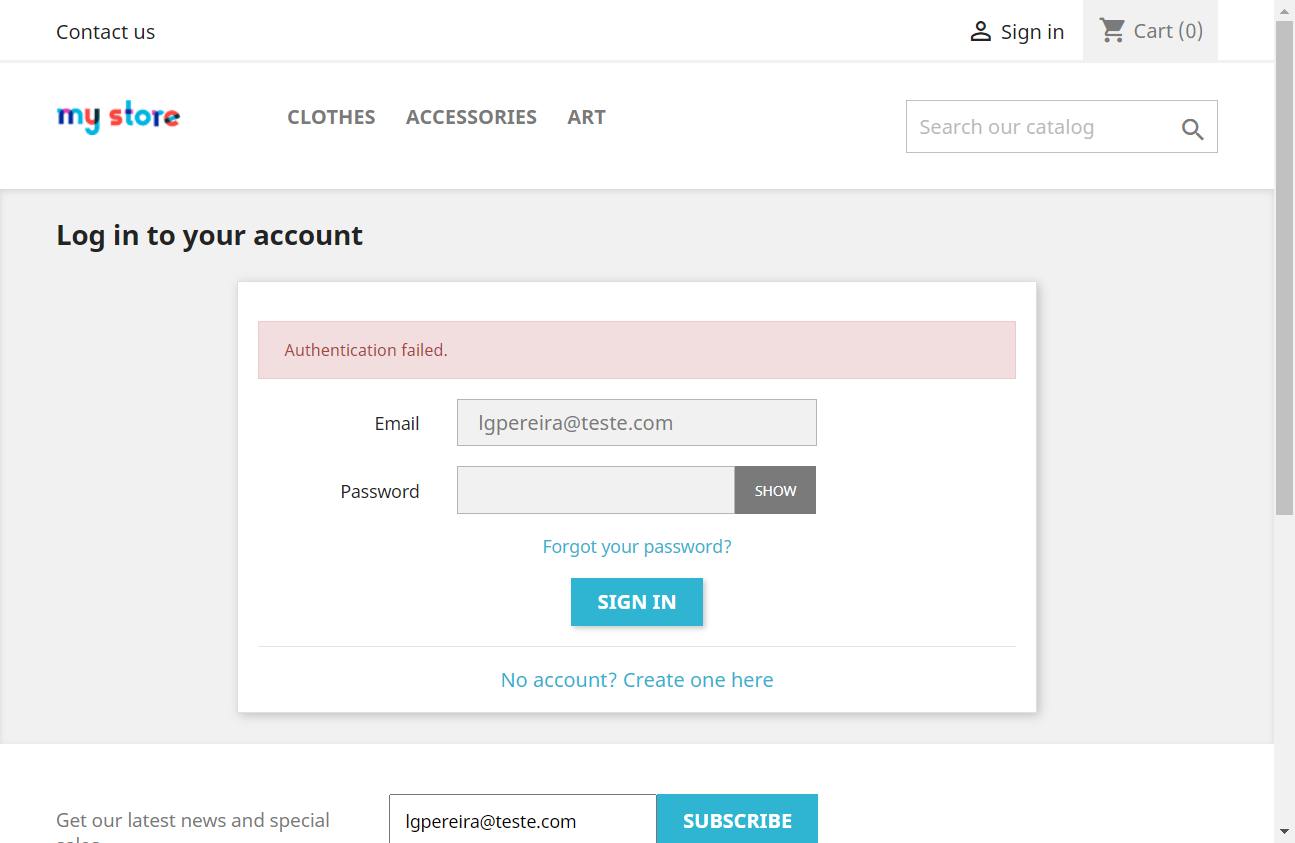 Contact us
Sign in
Cart (0)
my store
CLOTHES
ACCESSORIES
ART
Search our catalog
Log in to your account
Authentication failed.
Email
lgpereira@teste.com
Password
SHOW
Forgot your password?
SIGN IN
No account? Create one here
Get our latest news and special
sales
lgpereira@teste.com
SUBSCRIBE